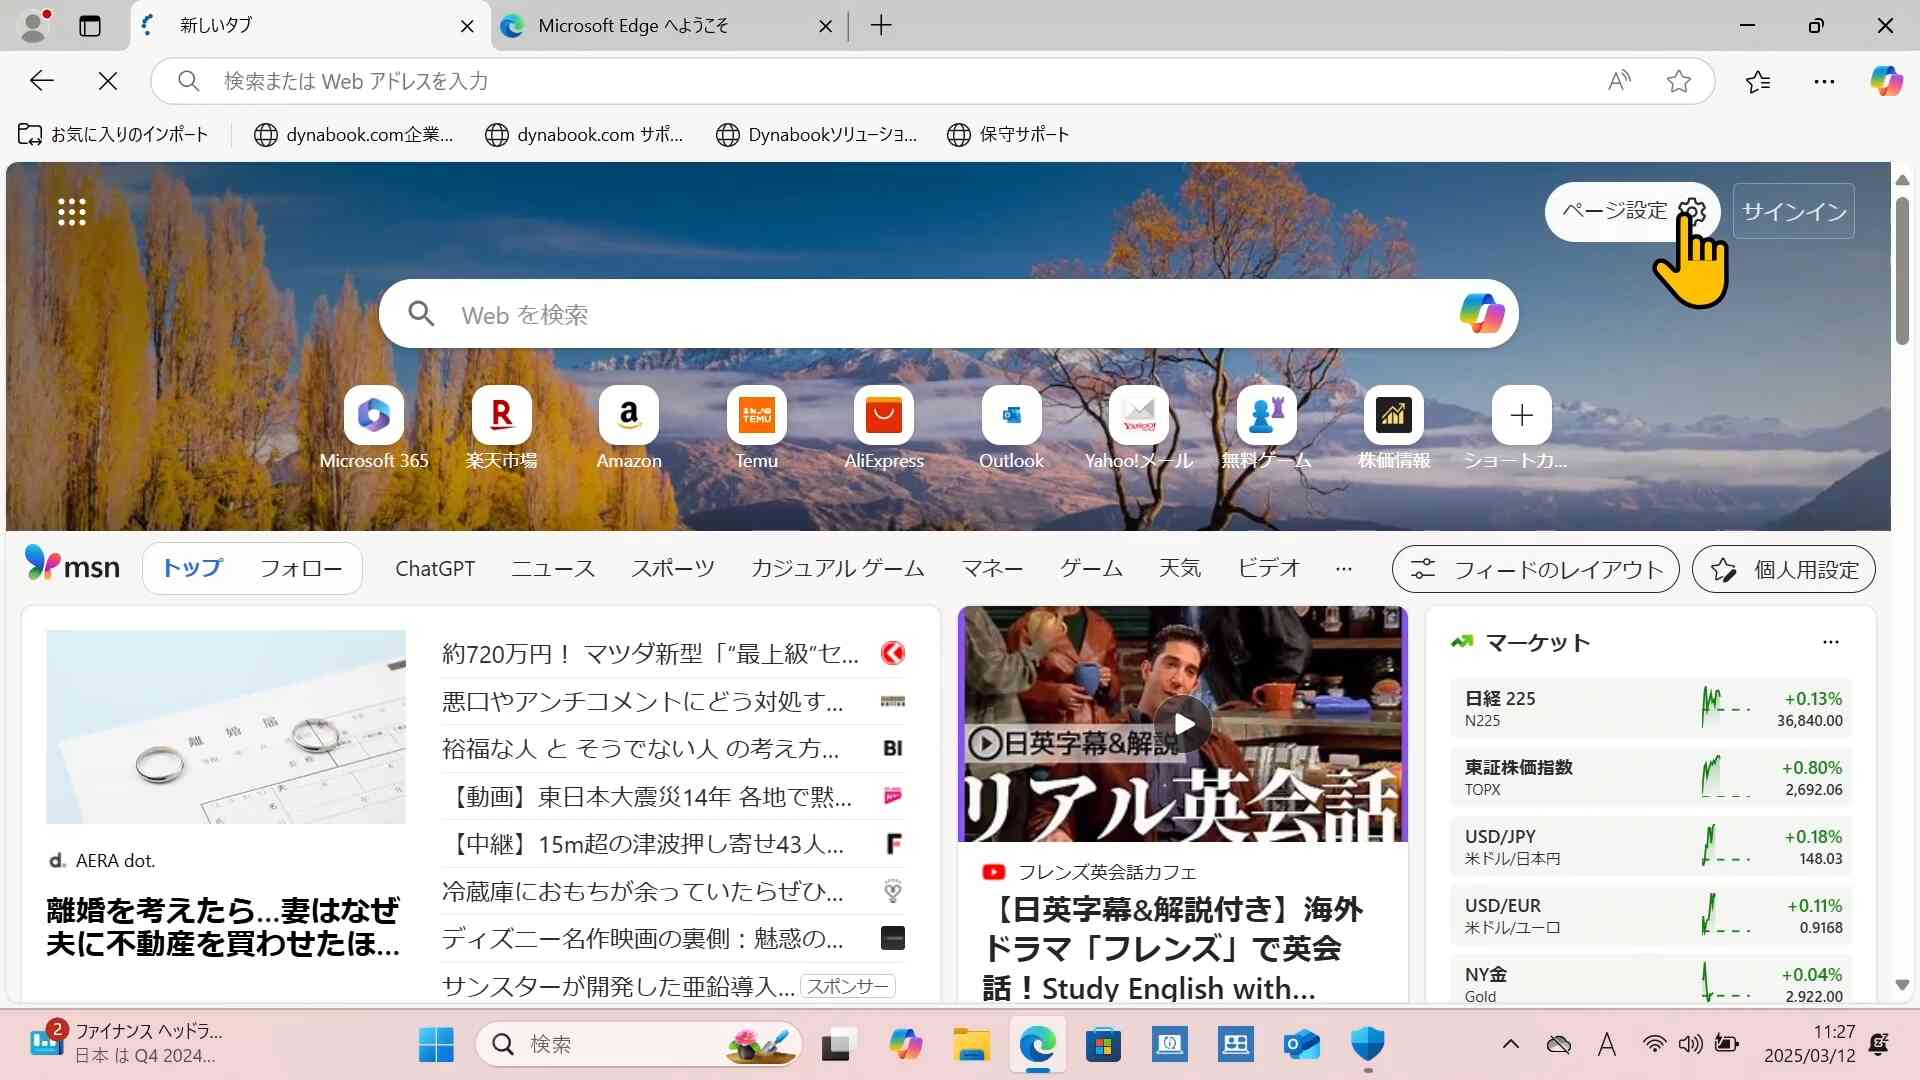 新しいタブ
Microsoft Edge へようこそ
検索または Web アドレスを入力
お気に入りのインポート
dynabook.com企業...
dynabook.com サポ...
Dynabookソリューショ...
保守サポート
ページ設定
サインイン
Web を検索
Microsoft 365
楽天市場
Amazon
Temu
AliExpress
Outlook
Yahoo!メール
無料ゲーム
株価情報
ショートカ...
msn
トップ
フォロー
ChatGPT
ニュース
スポーツ
カジュアル ゲーム
マネー
ゲーム
天気
ビデオ
...
フィードのレイアウト
個人用設定
離婚届
AERA dot.
離婚を考えたら...妻はなぜ
夫に不動産を買わせたほ...
約720万円！ マツダ新型「“最上級”セ...
悪口やアンチコメントにどう対処す...
裕福な人 と そうでない人 の考え方...
BI
【動画】東日本大震災14年 各地で黙...
【中継】15m超の津波押し寄せ43人...
冷蔵庫におもちが余っていたらぜひ...
ディズニー名作映画の裏側：魅惑の...
サンスターが開発した亜鉛導入...
スポンサー
日英字幕&解説
リアル英会話
フレンズ英会話カフェ
【日英字幕&解説付き】海外
ドラマ「フレンズ」で英会
話！Study English with...
マーケット
日経 225
N225
+0.13%
36,840.00
東証株価指数
TOPX
+0.80%
2,692.06
USD/JPY
米ドル/日本円
+0.18%
148.03
USD/EUR
米ドル/ユーロ
+0.11%
0.9168
NY金
Gold
+0.04%
2,922.00
2
ファイナンス ヘッドラ...
日本 は Q4 2024...
検索
A
11:27
2025/03/12